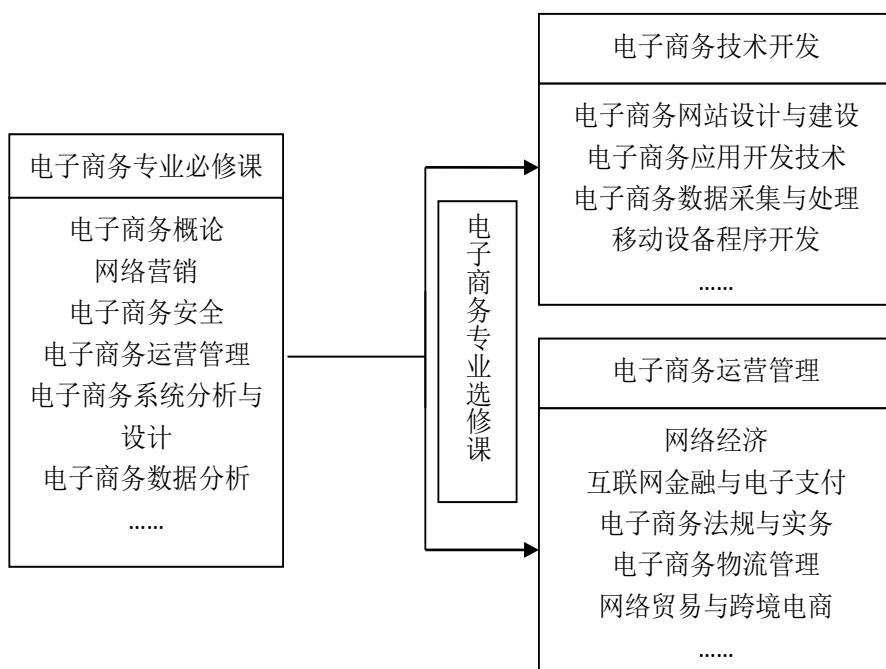 电子商务专业必修课
电子商务概论
网络营销
电子商务安全
电子商务运营管理
电子商务系统分析与
设计
电子商务数据分析
......
电子商务专业选修课
电子商务技术开发
电子商务网站设计与建设
电子商务应用开发技术
电子商务数据采集与处理
移动设备程序开发
......
电子商务运营管理
网络经济
互联网金融与电子支付
电子商务法规与实务
电子商务物流管理
网络贸易与跨境电商
......